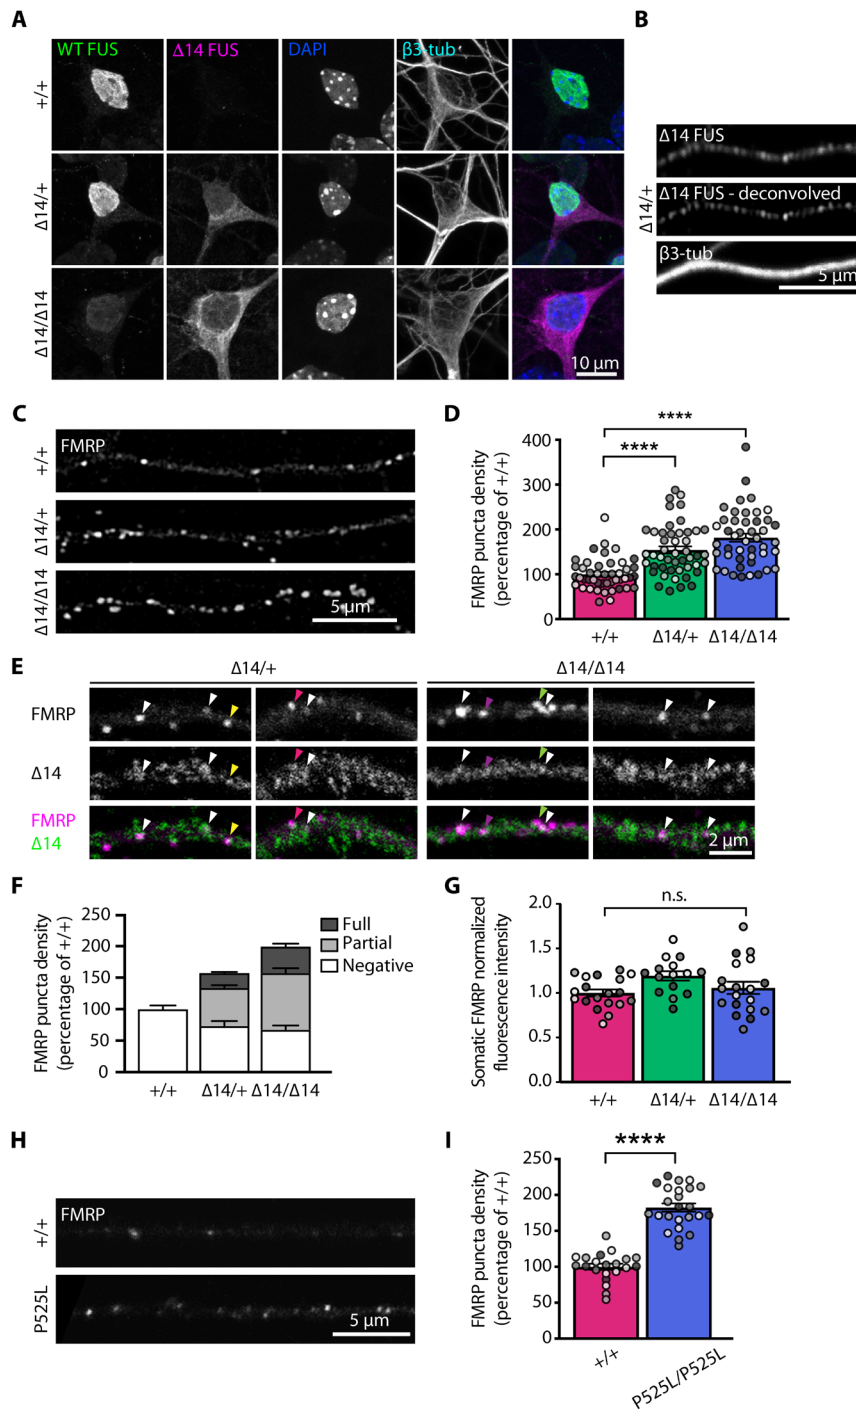 A
WT FUS
Δ14 FUS
DAPI
β3-tub
+/+
Δ14/+
Δ14/Δ14
10 µm
B
Δ14/+
Δ14 FUS
Δ14 FUS - deconvolved
β3-tub
5 µm
C
FMRP
+/+
Δ14/+
Δ14/Δ14
5 µm
D
FMRP puncta density
(percentage of +/+)
400
300
200
100
0
****
****
+/+
Δ14/+
Δ14/Δ14
E
Δ14/+
Δ14/Δ14
FMRP
Δ14
FMRP
Δ14
2 µm
F
FMRP puncta density
(percentage of +/+)
250
200
150
100
50
0
Full
Partial
Negative
+/+
Δ14/+
Δ14/Δ14
G
Somatic FMRP normalized
fluorescence intensity
2.0
1.5
1.0
0.5
0.0
n.s.
+/+
Δ14/+
Δ14/Δ14
H
FMRP
+/+
P525L
5 µm
I
FMRP puncta density
(percentage of +/+)
250
200
150
100
50
0
****
+/+
P525L/P525L